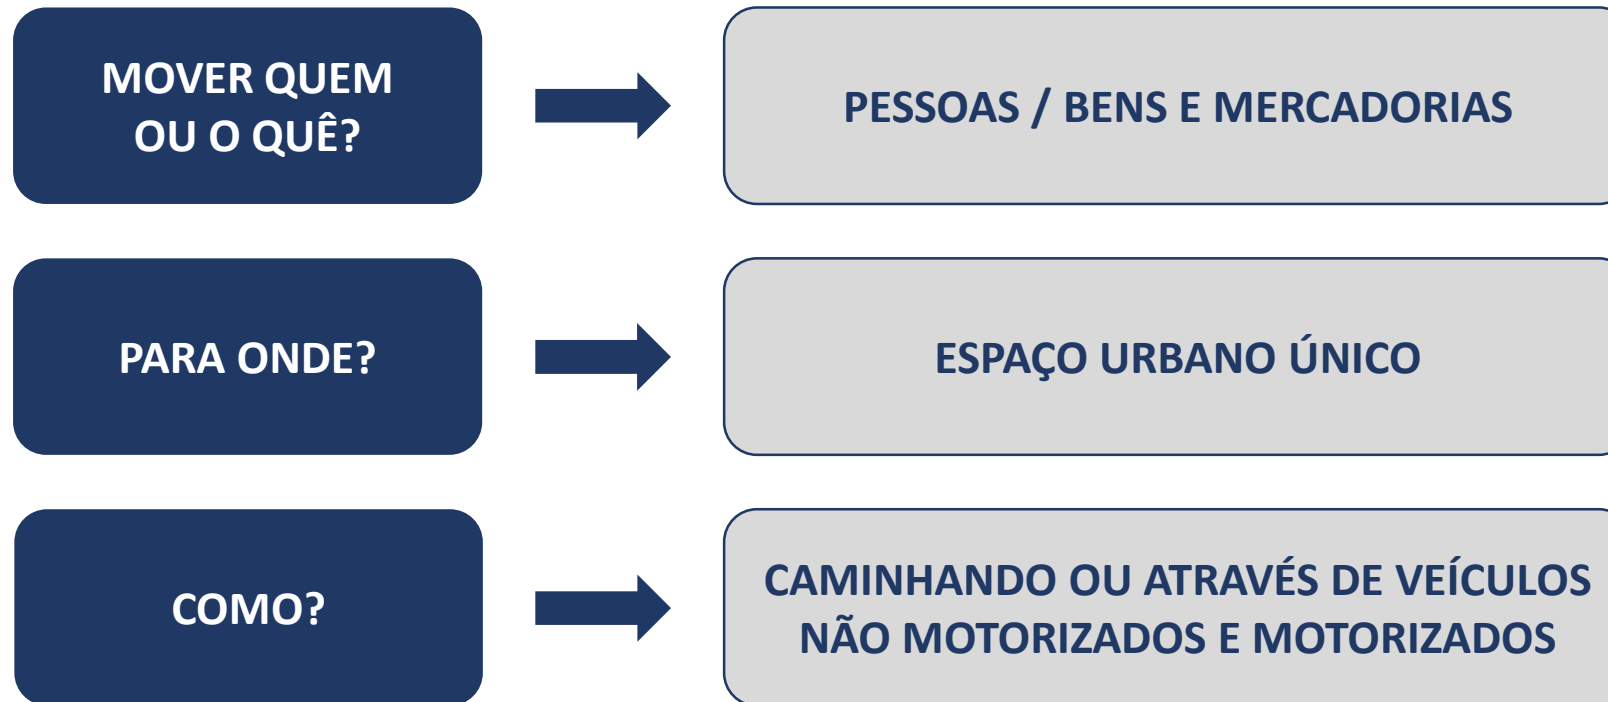 MOVER QUEM
OU O QUÊ?
PESSOAS / BENS E MERCADORIAS
PARA ONDE?
ESPAÇO URBANO ÚNICO
COMO?
CAMINHANDO OU ATRAVÉS DE VEÍCULOS
NÃO MOTORIZADOS E MOTORIZADOS